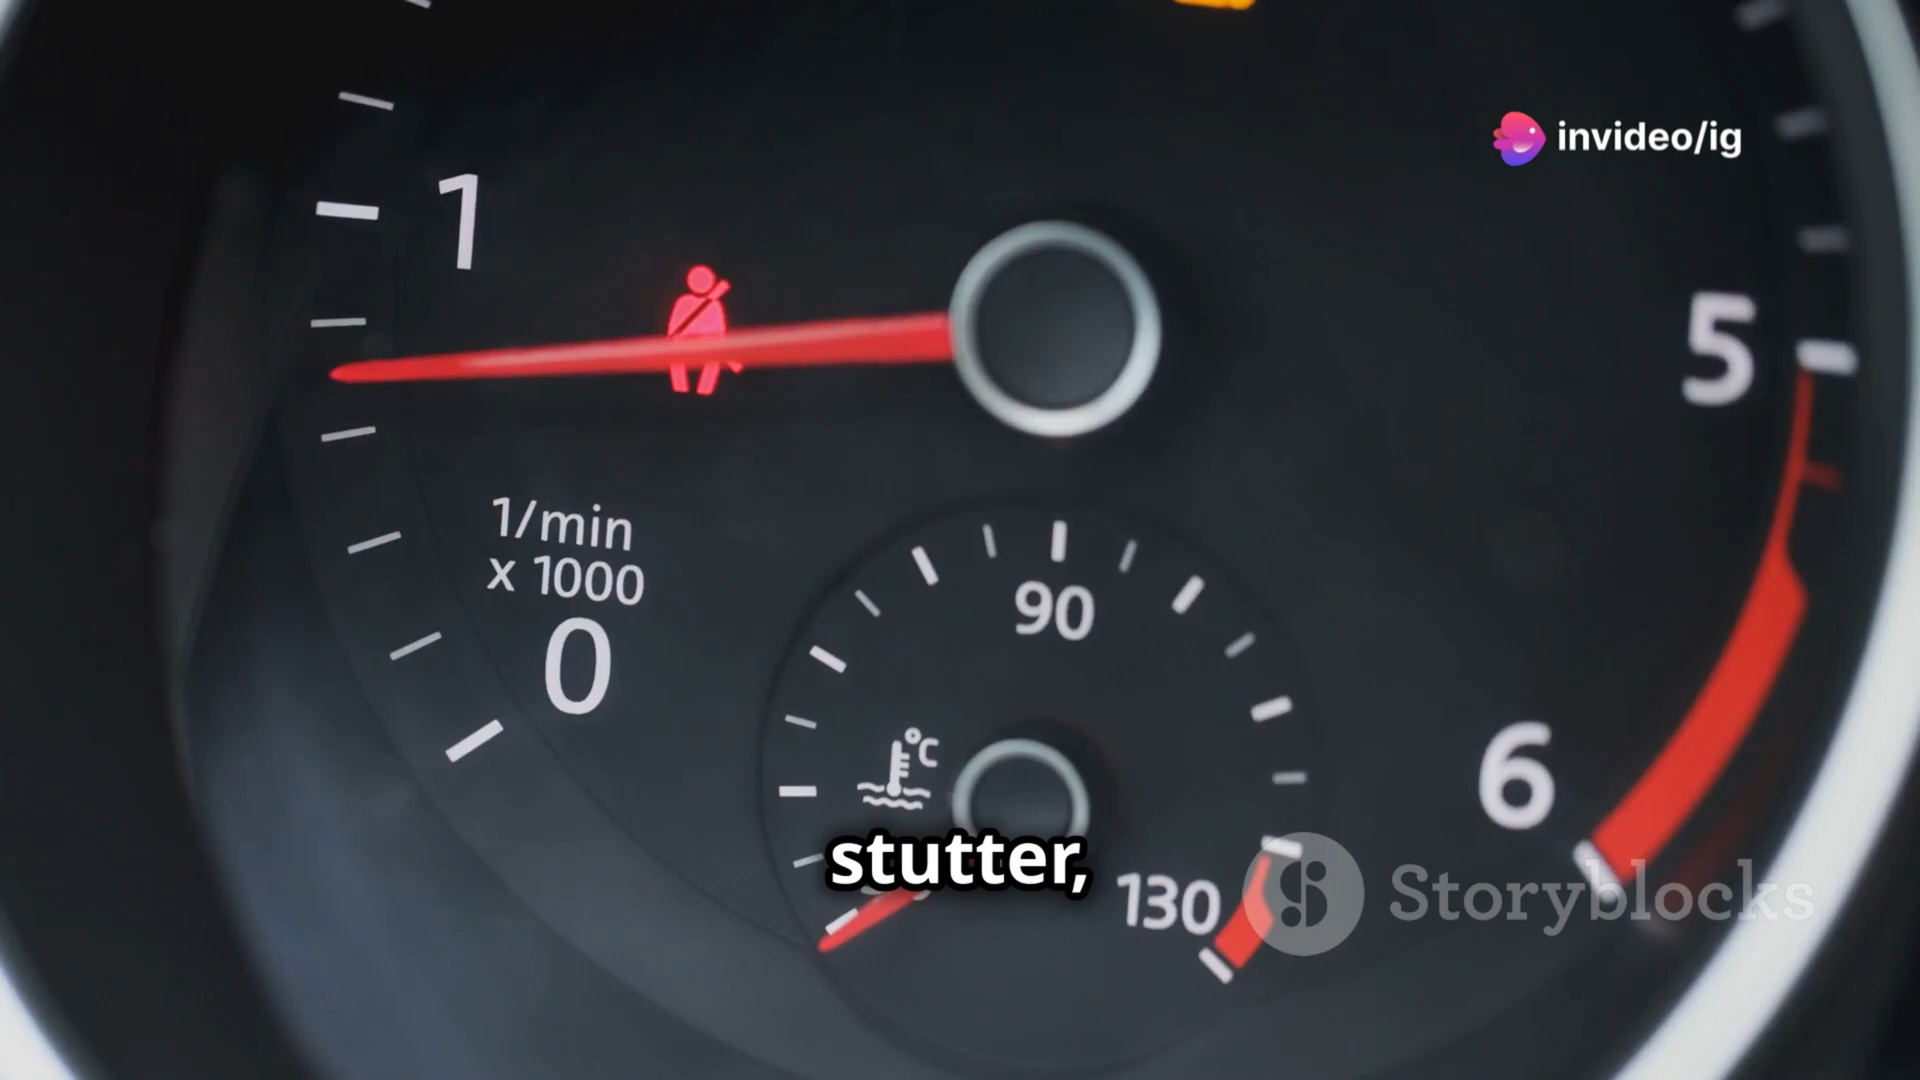 invideo/ig
1
5
1/min
x 1000
0
90
°C
6
stutter,
130
Storyblocks